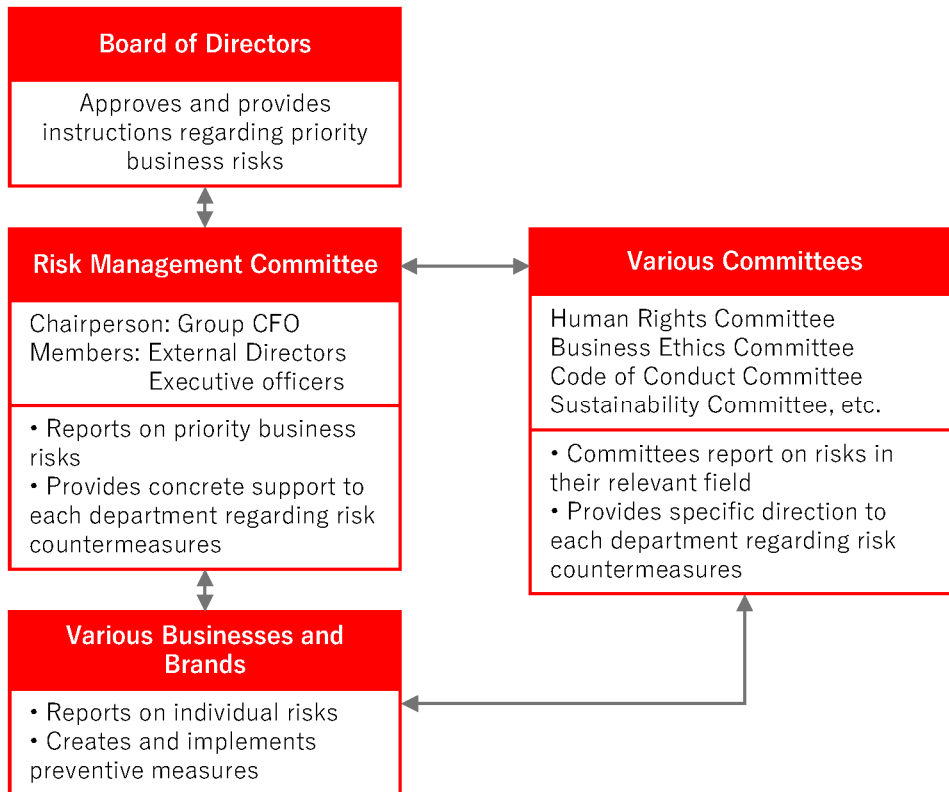 Board of Directors
Approves and provides
instructions regarding priority
business risks
Risk Management Committee
Chairperson: Group CFO
Members: External Directors
Executive officers
• Reports on priority business
risks
• Provides concrete support to
each department regarding risk
countermeasures
Various Committees
Human Rights Committee
Business Ethics Committee
Code of Conduct Committee
Sustainability Committee, etc.
• Committees report on risks in
their relevant field
• Provides specific direction to
each department regarding risk
countermeasures
Various Businesses and
Brands
• Reports on individual risks
• Creates and implements
preventive measures